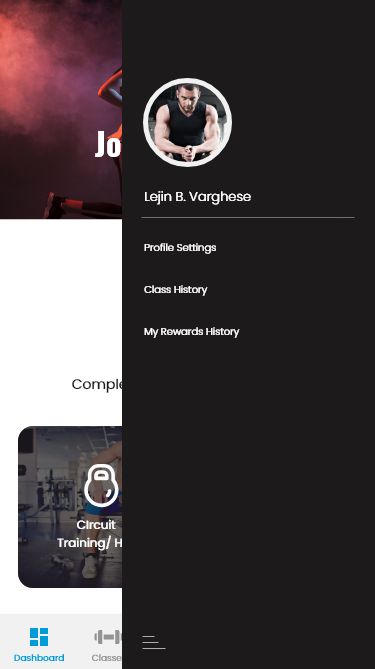 Jo
Lejin B. Varghese
Profile Settings
Class History
My Rewards History
Comple
CIrcuit
Training/ H
Dashboard
Classe